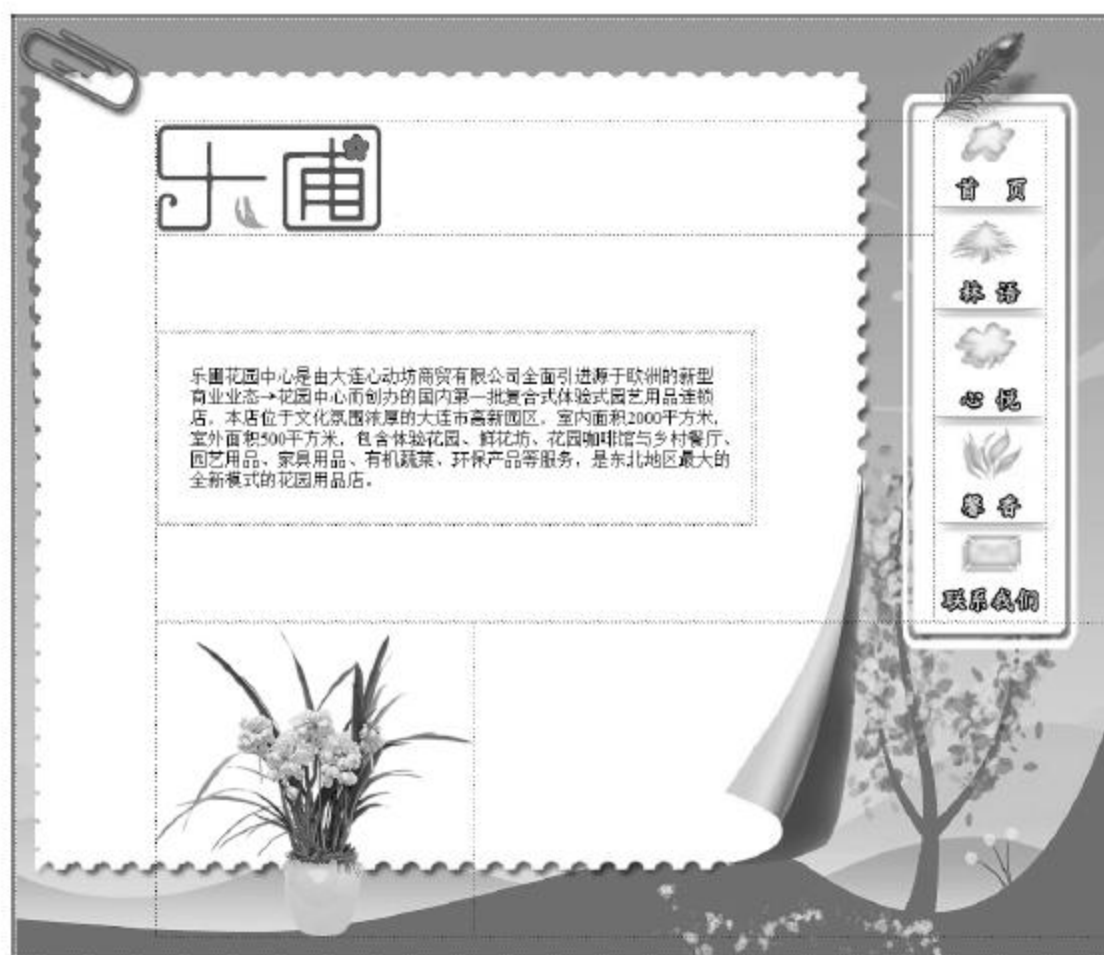 乐圃
乐圃花园中心是由大连心动坊商贸有限公司全面引进源于欧洲的新型
商业业态→花园中心而创办的国内第一批复合式体验式园艺用品连锁
店。本店位于文化氛围浓厚的大连市高新园区，室内面积2000平方米，
室外面积500平方米，包含体验花园、鲜花坊、花园咖啡馆与乡村餐厅、
园艺用品、家具用品、有机蔬菜、环保产品等服务，是东北地区最大的
全新模式的花园用品店。
首 页
林 语
心 悦
馨 香
联系我们